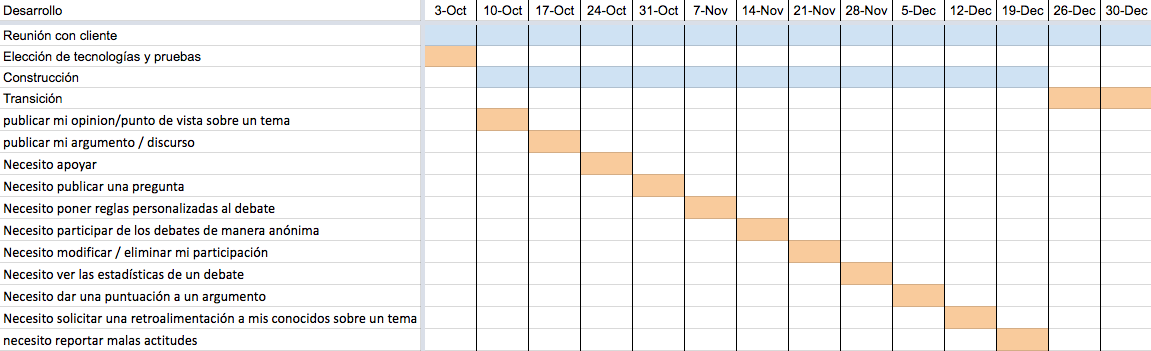 Desarrollo 3-Oct 10-Oct 17-Oct 24-Oct 31-Oct 7-Nov 14-Nov 21-Nov 28-Nov 5-Dec 12-Dec 19-Dec 26-Dec 30-Dec
Reunión con cliente
Elección de tecnologías y pruebas
Construcción
Transición
publicar mi opinion/punto de vista sobre un tema
publicar mi argumento / discurso
Necesito apoyar
Necesito publicar una pregunta
Necesito poner reglas personalizadas al debate
Necesito participar de los debates de manera anónima
Necesito modificar / eliminar mi participación
Necesito ver las estadísticas de un debate
Necesito dar una puntuación a un argumento
Necesito solicitar una retroalimentación a mis conocidos sobre un tema
necesito reportar malas actitudes